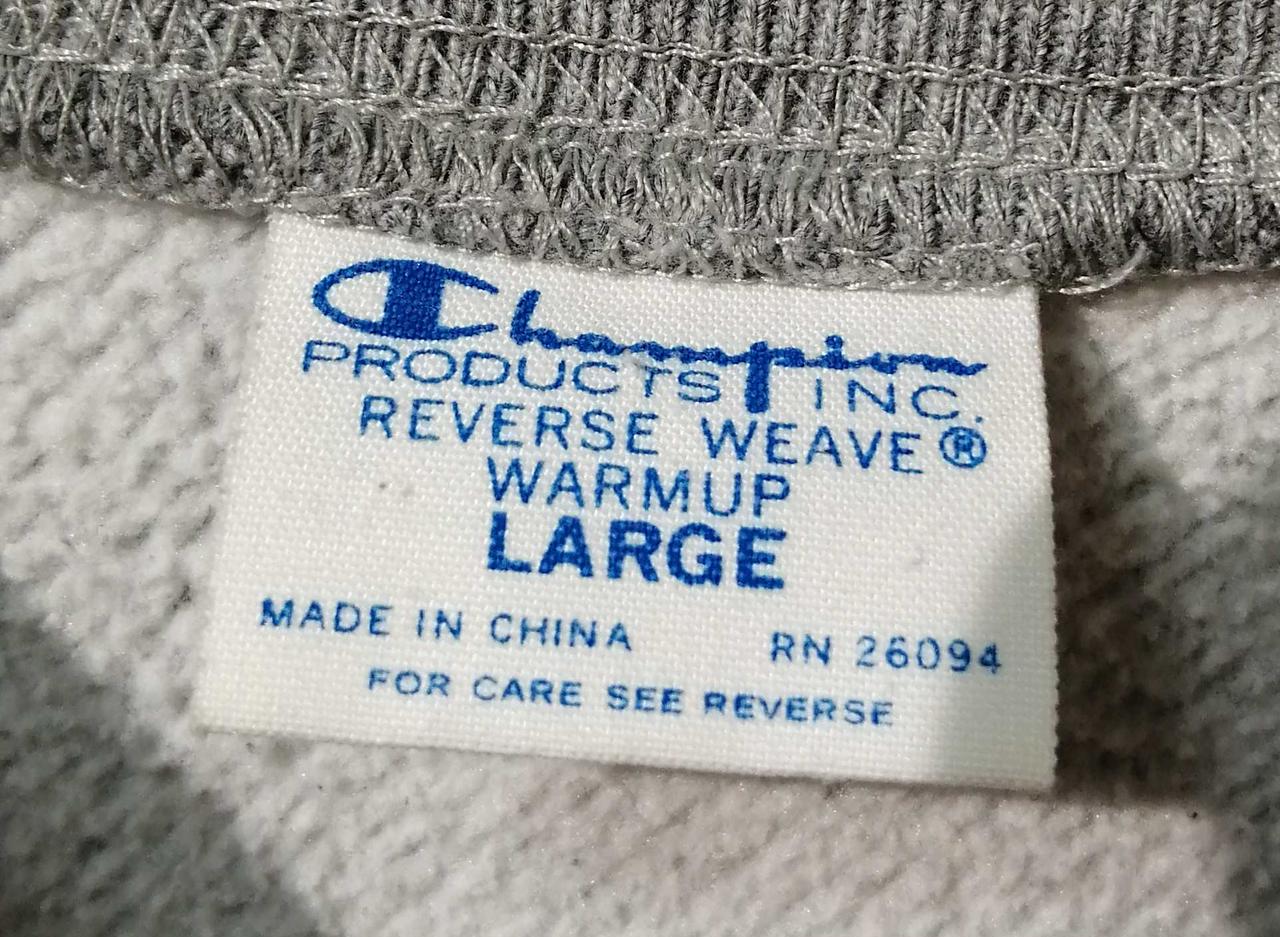 Champion
PRODUCTS INC.
REVERSE WEAVE®
WARMUP
LARGE
MADE IN CHINA RN 26094
FOR CARE SEE REVERSE